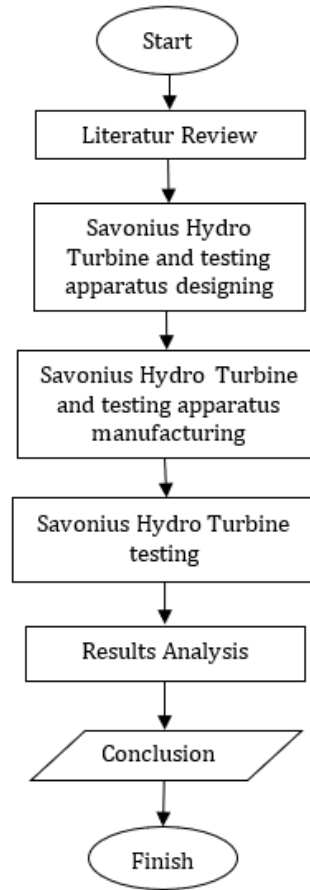 Start
Literatur Review
Savonius Hydro
Turbine and testing
apparatus designing
Savonius Hydro Turbine
and testing apparatus
manufacturing
Savonius Hydro Turbine
testing
Results Analysis
Conclusion
Finish